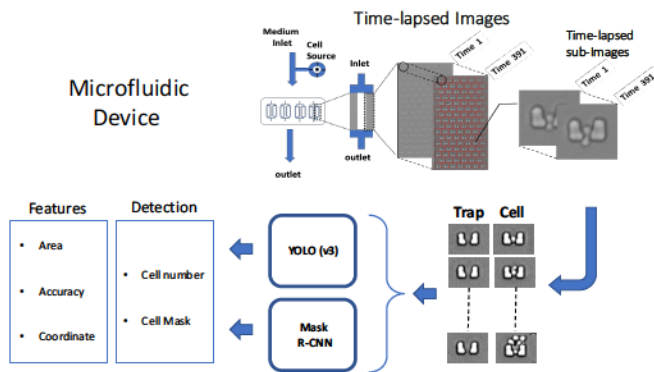 Time-lapsed Images
Medium
Inlet
Cell
Source
Inlet
Time 1
Time 391
Time-lapsed
sub-Images
Time 1
Time 391
Microfluidic
Device
outlet
outlet
Features
Detection
Trap
Cell
Area
Accuracy
Coordinate
Cell number
Cell Mask
YOLO (v3)
Mask
R-CNN